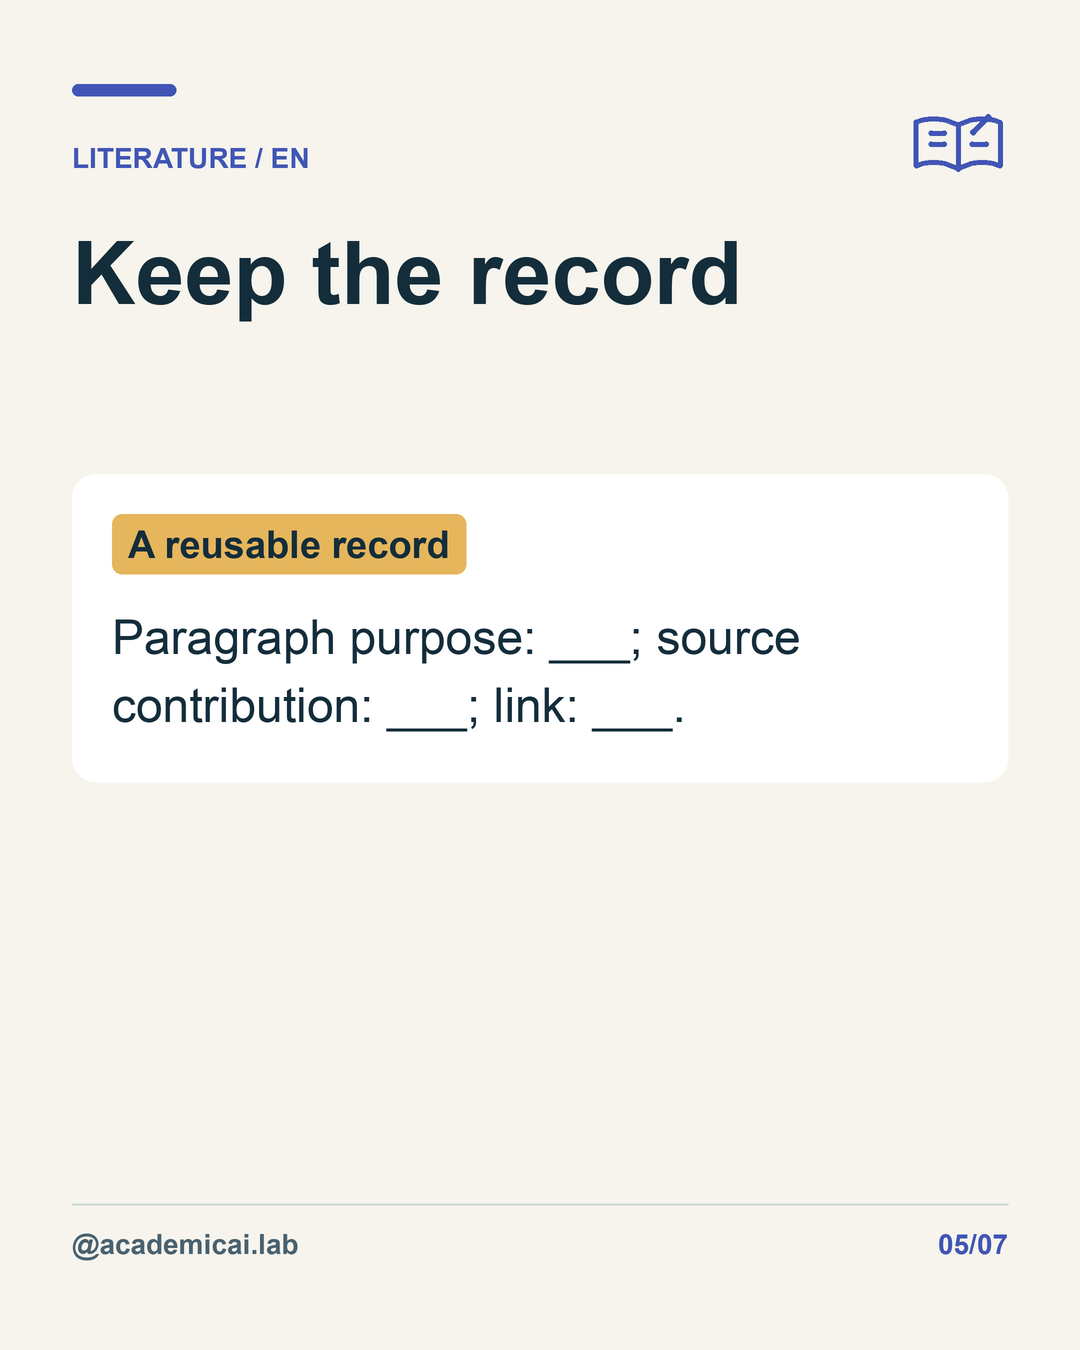 LITERATURE / EN
Keep the record
A reusable record
Paragraph purpose: ___; source
contribution: ___; link: ___.
@academicai.lab
05/07